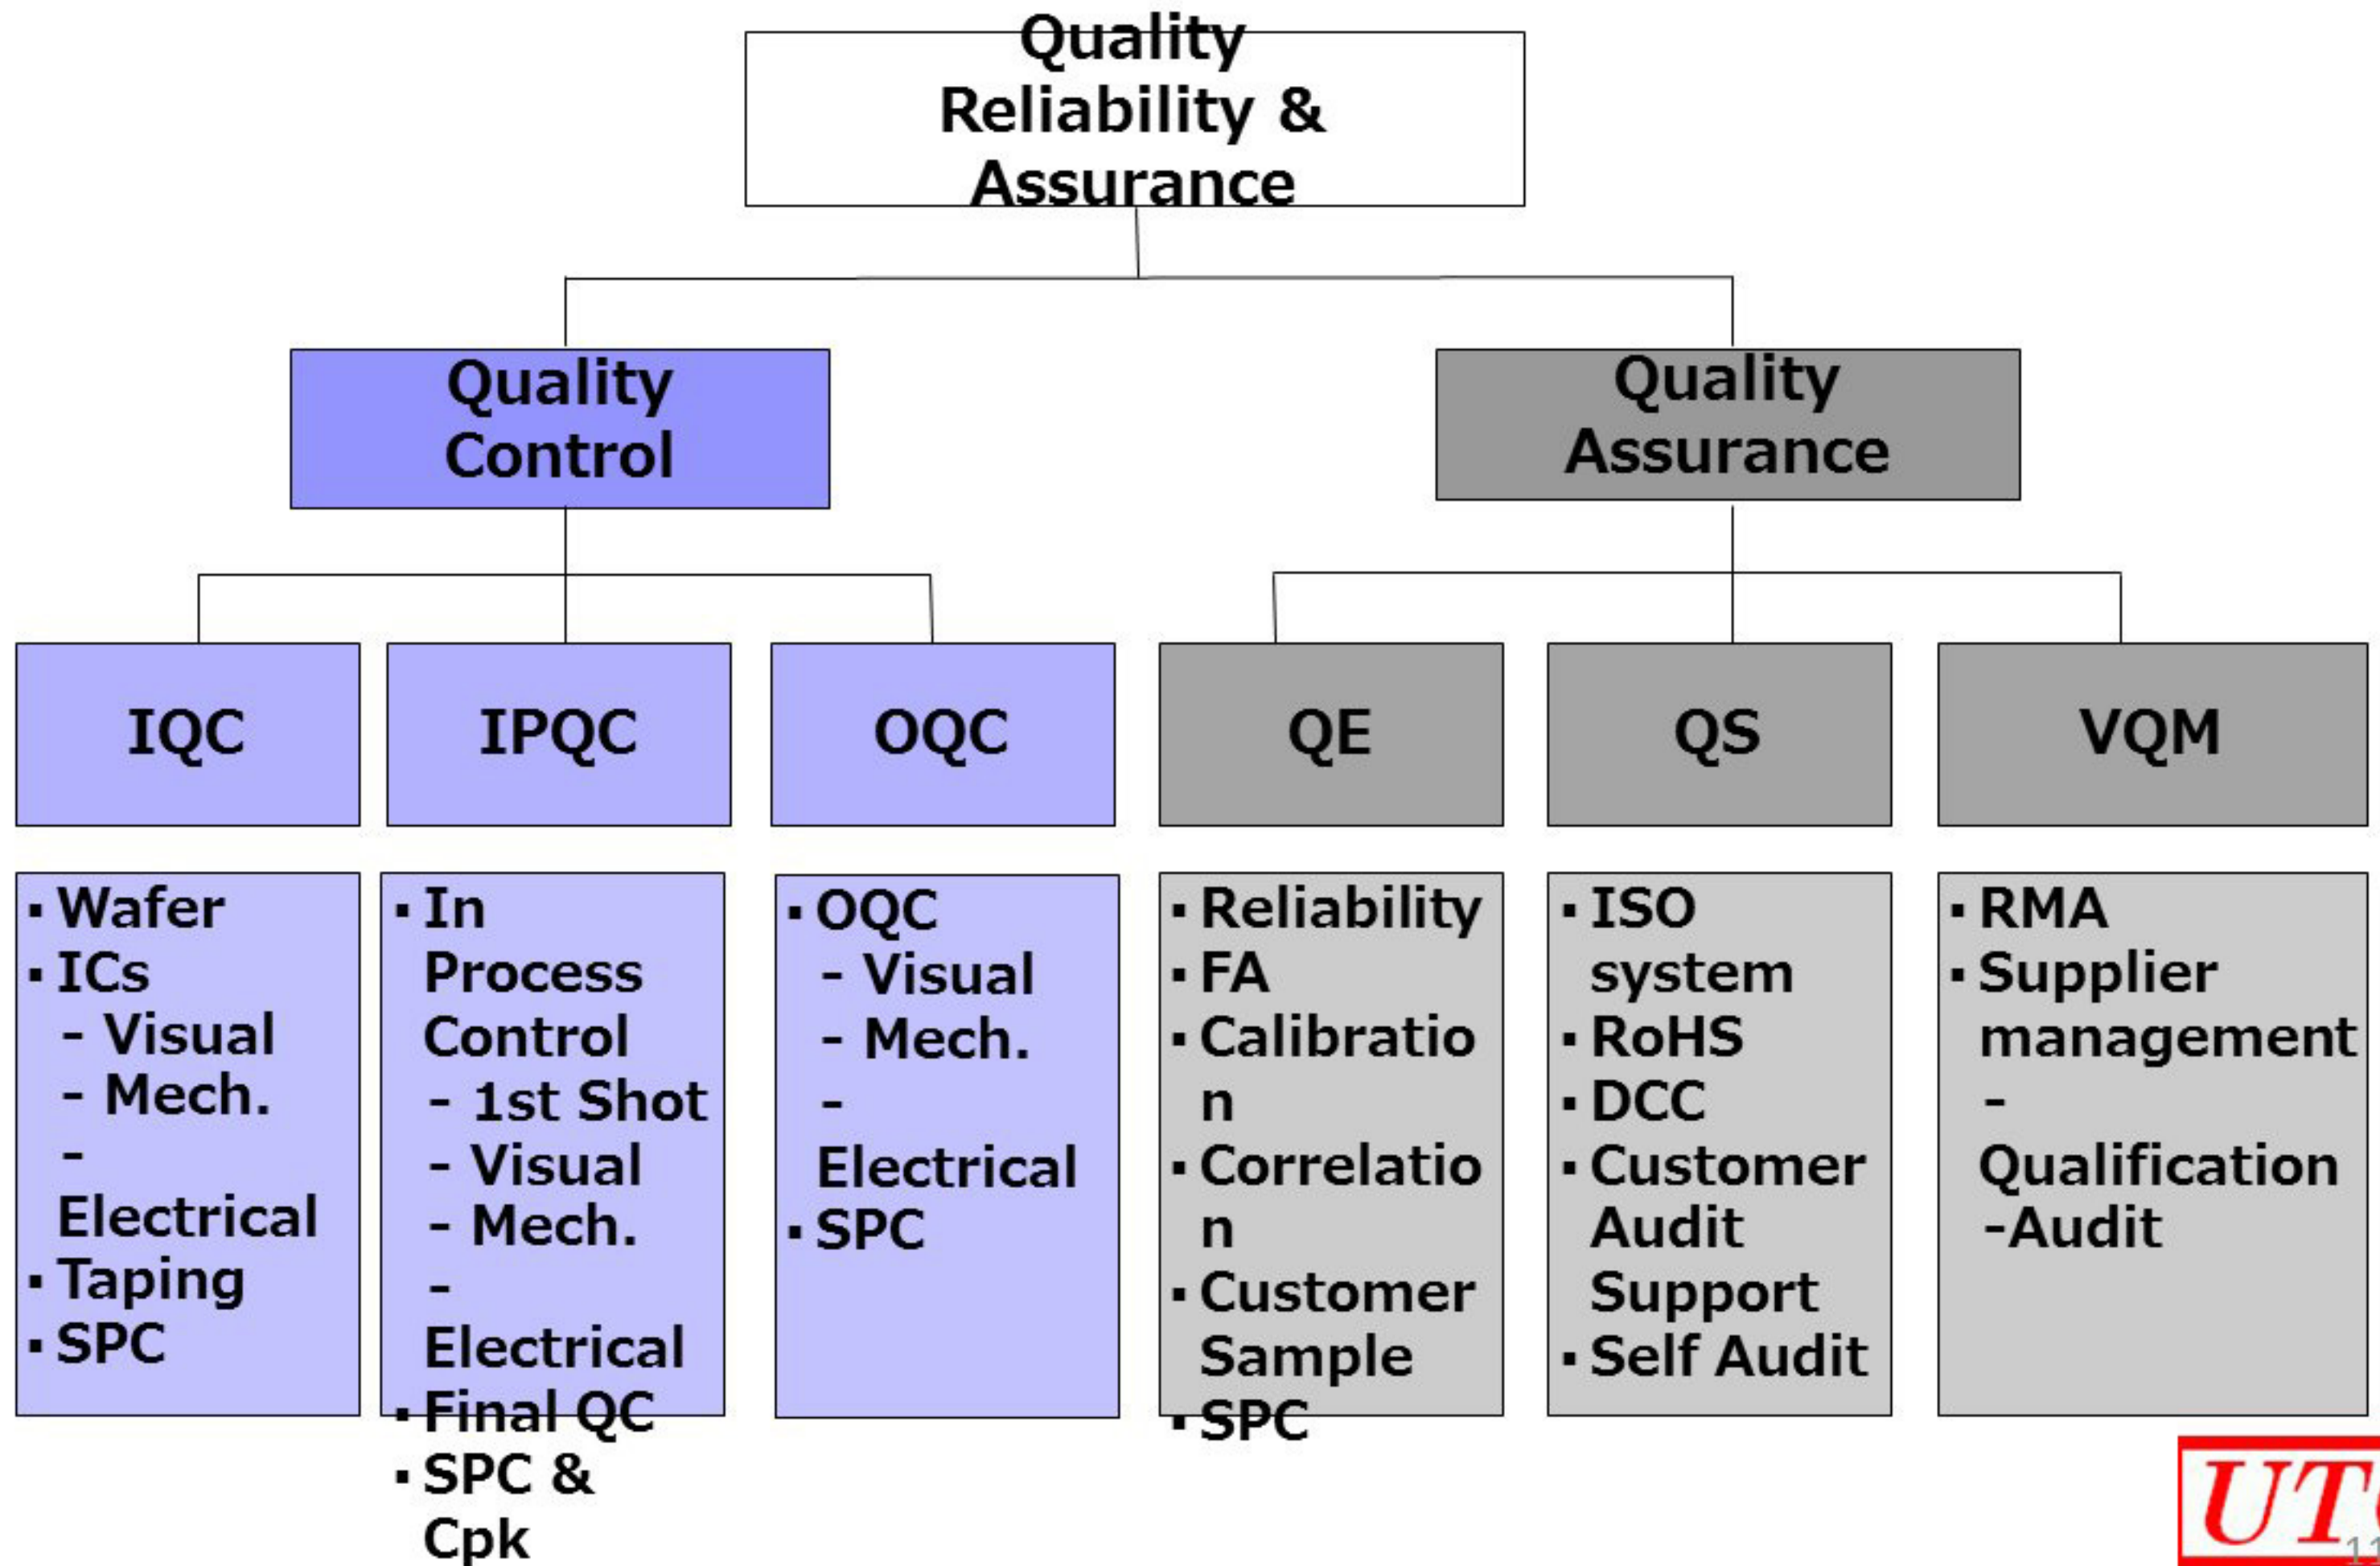 Quality
Reliability &
Assurance
Quality
Control
Quality
Assurance
IQC
IPQC
OQC
QE
QS
VQM
▪ Wafer
▪ ICs
- Visual
- Mech.
-
Electrical
▪ Taping
▪ SPC
▪ In
Process
Control
- 1st Shot
- Visual
- Mech.
-
Electrical
▪ Final QC
▪ SPC &
Cpk
▪ OQC
- Visual
- Mech.
-
Electrical
▪ SPC
▪ Reliability
▪ FA
▪ Calibratio
n
▪ Correlatio
n
▪ Customer
Sample
▪ SPC
▪ ISO
system
▪ RoHS
▪ DCC
▪ Customer
Audit
Support
▪ Self Audit
▪ RMA
▪ Supplier
management
-
Qualification
-Audit
UT